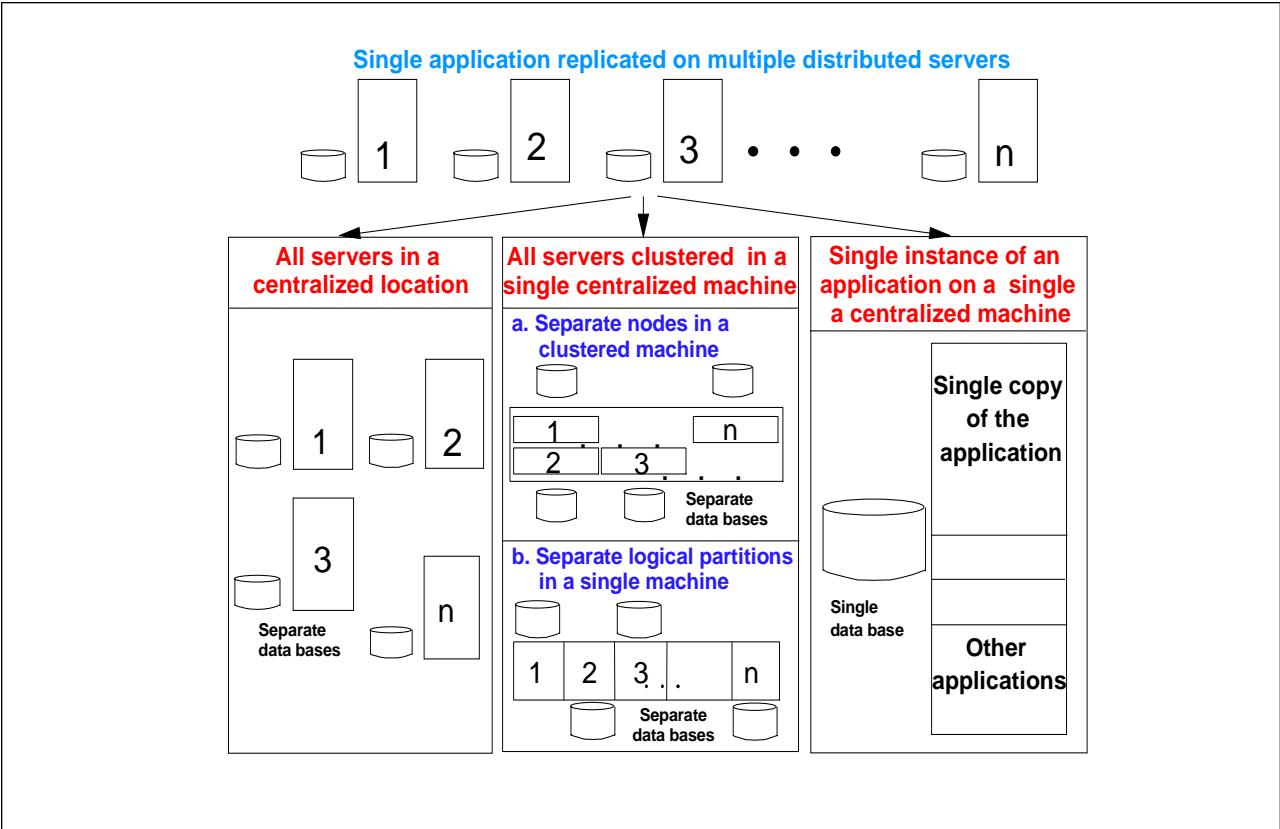 Single application replicated on multiple distributed servers
1
2
3
• • •
n
All servers in a
centralized location
1
2
3
n
Separate
data bases
All servers clustered in a
single centralized machine
a. Separate nodes in a
clustered machine
1 . . . n
2 3 . . .
Separate
data bases
b. Separate logical partitions
in a single machine
1 2 3 . . . n
Separate
data bases
Single instance of an
application on a single
a centralized machine
Single copy
of the
application
Single
data base
Other
applications